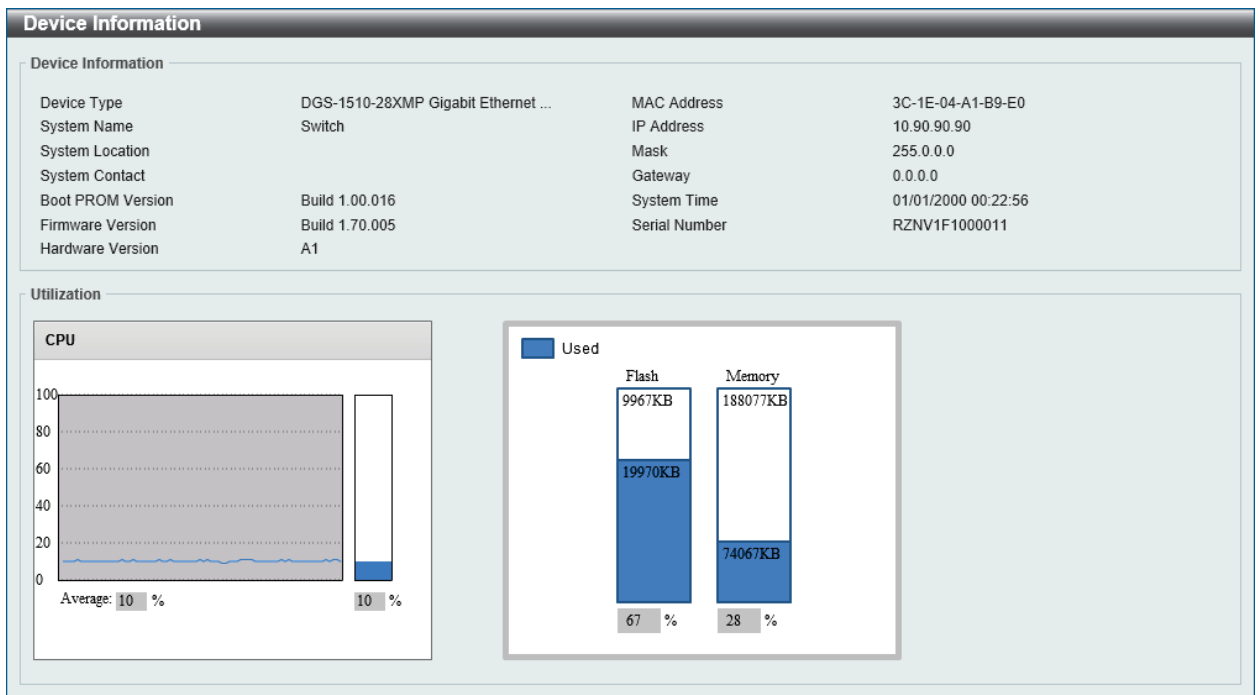 Device Information
Device Information
Device Type DGS-1510-28XMP Gigabit Ethernet ... MAC Address 3C-1E-04-A1-B9-E0
System Name Switch IP Address 10.90.90.90
System Location Mask 255.0.0.0
System Contact Gateway 0.0.0.0
Boot PROM Version Build 1.00.016 System Time 01/01/2000 00:22:56
Firmware Version Build 1.70.005 Serial Number RZNV1F1000011
Hardware Version A1
Utilization
CPU
100
80
60
40
20
0
Average: 10 % 10 %
Used
Flash Memory
9967KB 188077KB
19970KB
74067KB
67 % 28 %